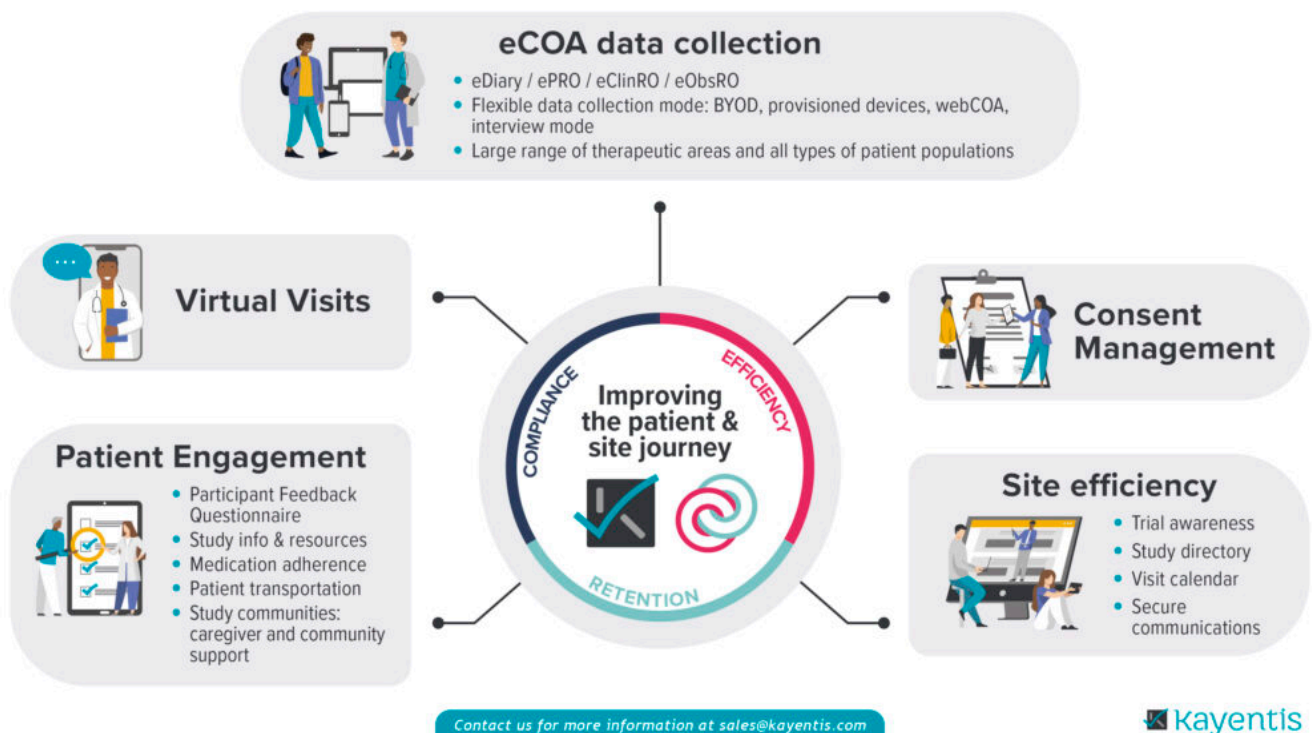 eCOA data collection
• eDiary / ePRO / eClinRO / eObsRO
• Flexible data collection mode: BYOD, provisioned devices, webCOA,
interview mode
• Large range of therapeutic areas and all types of patient populations
Virtual Visits
Consent
Management
COMPLIANCE
EFFICIENCY
RETENTION
Improving
the patient &
site journey
Patient Engagement
• Participant Feedback
Questionnaire
• Study info & resources
• Medication adherence
• Patient transportation
• Study communities:
caregiver and community
support
Site efficiency
• Trial awareness
• Study directory
• Visit calendar
• Secure
communications
Contact us for more information at sales@kayentis.com
kayentis